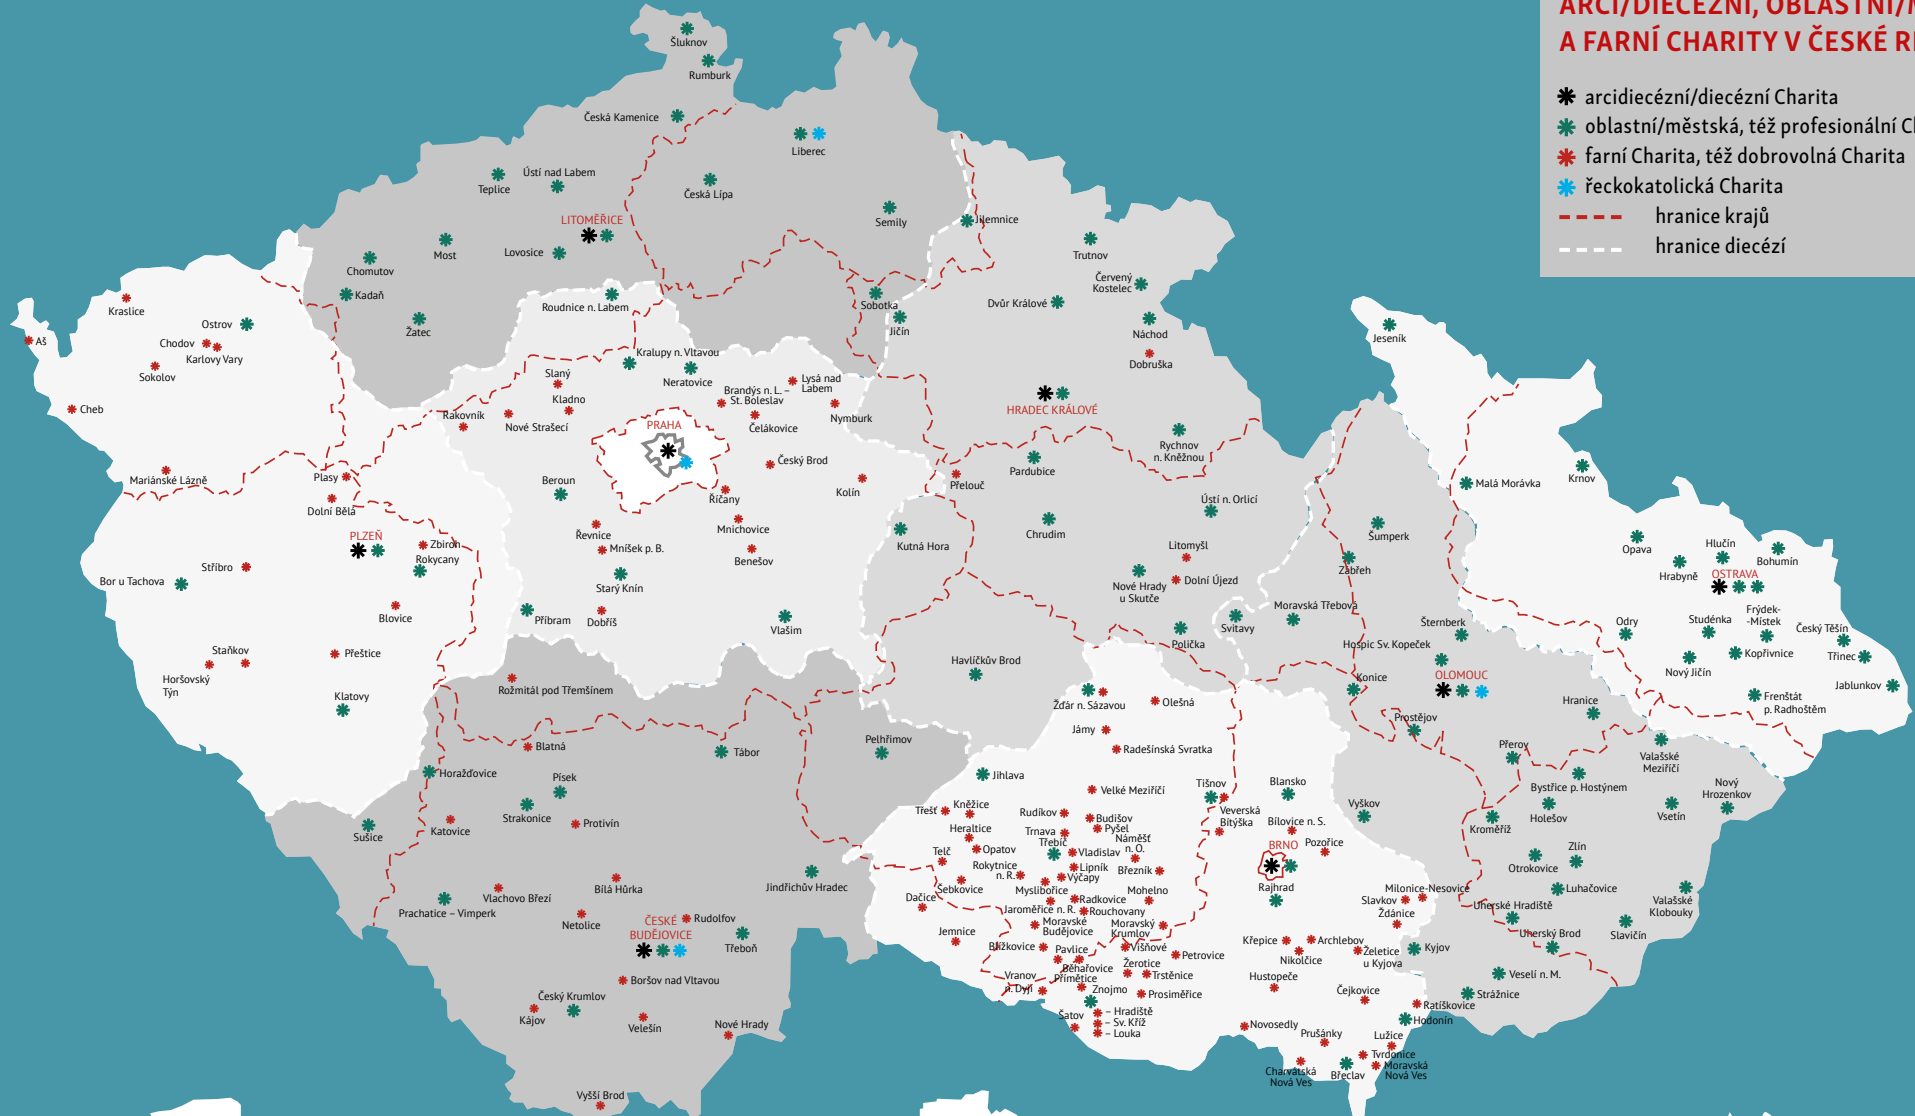 ARCI/DIECÉZNÍ, OBLASTNÍ/
A FARNÍ CHARITY V ČESKÉ
arcidiecézní/diecézní Charita
oblastní/městská, též profesionální
farní Charita, též dobrovolná Charita
řeckokatolická Charita
hranice krajů
hranice diecézí
Šluknov
Rumburk
Česká Kamenice
Liberec
Teplice
Ústí nad Labem
Česká Lípa
LITOMĚŘICE
Semily
Jilemnice
Most
Lovosice
Chomutov
Kadaň
Žatec
Roudnice n. Labem
Sobotka
Jičín
Trutnov
Červený
Kostelec
Dvůr Králové
Náchod
Dobruška
HRADEC KRÁLOVÉ
Rychnov
n. Kněžnou
Kraslice
Ostrov
Aš
Chodov
Karlovy Vary
Sokolov
Cheb
Mariánské Lázně
Plasy
Dolní Bělá
PLZEŇ
Zbiroh
Rokycany
Stříbro
Bor u Tachova
Blovice
Staňkov
Přeštice
Horšovský
Týn
Klatovy
Kralupy n. Vltavou
Neratovice
Slaný
Kladno
Rakovník
Nové Strašecí
Brandýs n. L. –
St. Boleslav
Lysá nad
Labem
Nymburk
Čelákovice
PRAHA
Český Brod
Kolín
Beroun
Říčany
Mnichovice
Řevnice
Mníšek p. B.
Benešov
Starý Knín
Příbram
Dobříš
Vlašim
Kutná Hora
Přelouč
Pardubice
Chrudim
Ústí n. Orlicí
Litomyšl
Nové Hrady
u Skutče
Dolní Újezd
Svitavy
Moravská Třebová
Polička
Havlíčkův Brod
Jeseník
Malá Morávka
Krnov
Šumperk
Zábřeh
Opava
Hlučín
Bohumín
Hrabyně
OSTRAVA
Šternberk
Hospic Sv. Kopeček
OLOMOUC
Konice
Prostějov
Odry
Studénka
Frýdek-
-Místek
Český Těšín
Třinec
Kopřivnice
Nový Jičín
Jablunkov
Frenštát
p. Radhoštěm
Hranice
Přerov
Valašské
Meziříčí
Bystřice p. Hostýnem
Nový
Hrozenkov
Vsetín
Holešov
Kroměříž
Zlín
Otrokovice
Luhačovice
Uherské Hradiště
Valašské
Klobouky
Slavičín
Uherský Brod
Veselí n. M.
Strážnice
Rožmitál pod Třemšínem
Blatná
Tábor
Horažďovice
Písek
Strakonice
Katovice
Protivín
Sušice
Pelhřimov
Jindřichův Hradec
Prachatice – Vimperk
Vlachovo Březí
Bílá Hůrka
Netolice
ČESKÉ
BUDĚJOVICE
Rudolfov
Třeboň
Boršov nad Vltavou
Český Krumlov
Kájov
Velešín
Nové Hrady
Vyšší Brod
Žďár n. Sázavou
Olešná
Jámy
Radešínská Svratka
Jihlava
Velké Meziříčí
Třešť
Kněžice
Rudíkov
Budišov
Heraltice
Trnava
Pyšel
Třebíč
Náměšť
n. O.
Telč
Opatov
Vladislav
Rokytnice
n. R.
Lipník
Březník
Výčapy
Šebkovice
Myslibořice
Mohelno
Dačice
Radkovice
Jaroměřice n. R.
Rouchovany
Moravské
Budějovice
Moravský
Krumlov
Jemnice
Blížkovice
Pavlice
Višňové
Petrovice
Běhařovice
Žerotice
Trstěnice
Vranov
n. Dyjí
Přímětice
Znojmo
Prosiměřice
Šatov
– Hradiště
– Sv. Kříž
– Louka
Tišnov
Veverská
Bítýška
Blansko
Vyškov
Bílovice n. S.
BRNO
Pozořice
Rajhrad
Milonice-Nesovice
Slavkov
Ždánice
Křepice
Archlebov
Nikolčice
Želetice
u Kyjova
Kyjov
Hustopeče
Čejkovice
Ratíškovice
Hodonín
Novosedly
Prušánky
Lužice
Tvrdonice
Charvátská
Nová Ves
Břeclav
Moravská
Nová Ves